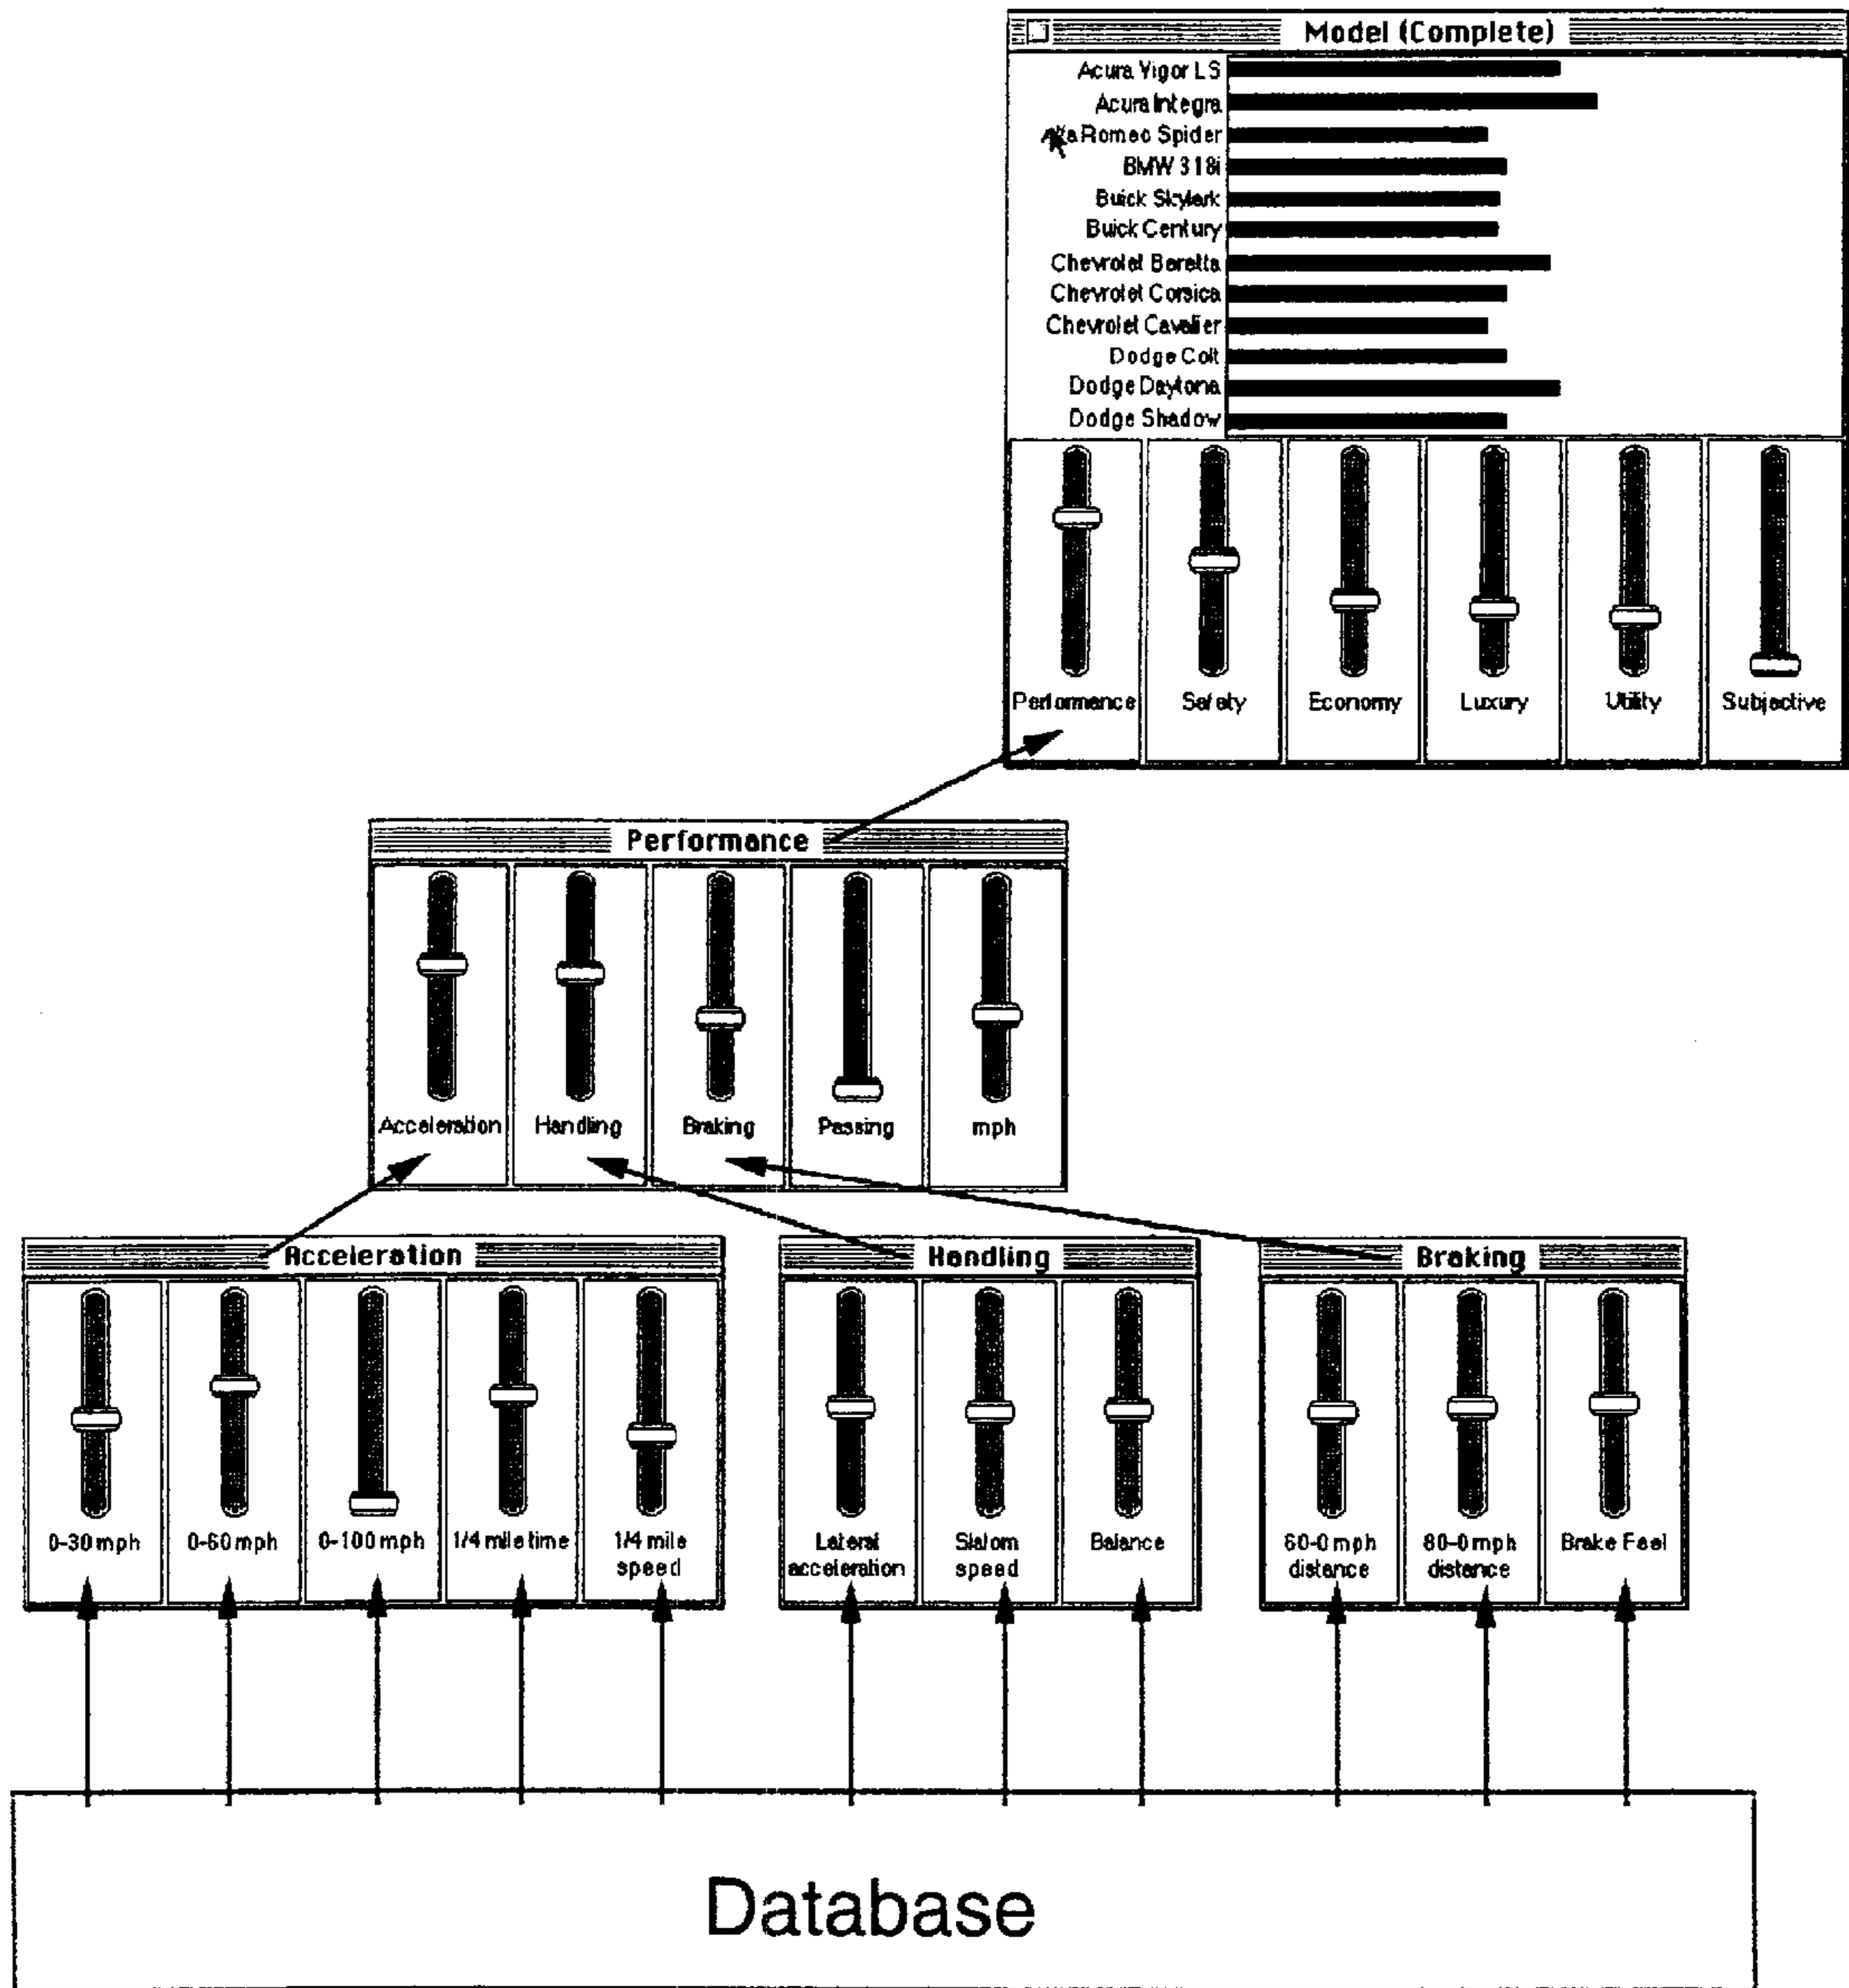 Model (Complete)
Acura Vigor LS
Acura Integra
Romeo Spider
BMW 318i
Buick Skylark
Buick Century
Chevrolet Beretta
Chevrolet Corsica
Chevrolet Cavalier
Dodge Colt
Dodge Daytona
Dodge Shadow
Performance Safety Economy Luxury Utility Subjective
Performance
Acceleration Handling Braking Passing mph
Acceleration Handling Braking
0-30 mph 0-60 mph 0-100 mph 1/4 mile time 1/4 mile Lateral Slalom Balance 60-0 mph 80-0 mph Brake Feel
speed acceleration speed distance distance
Database